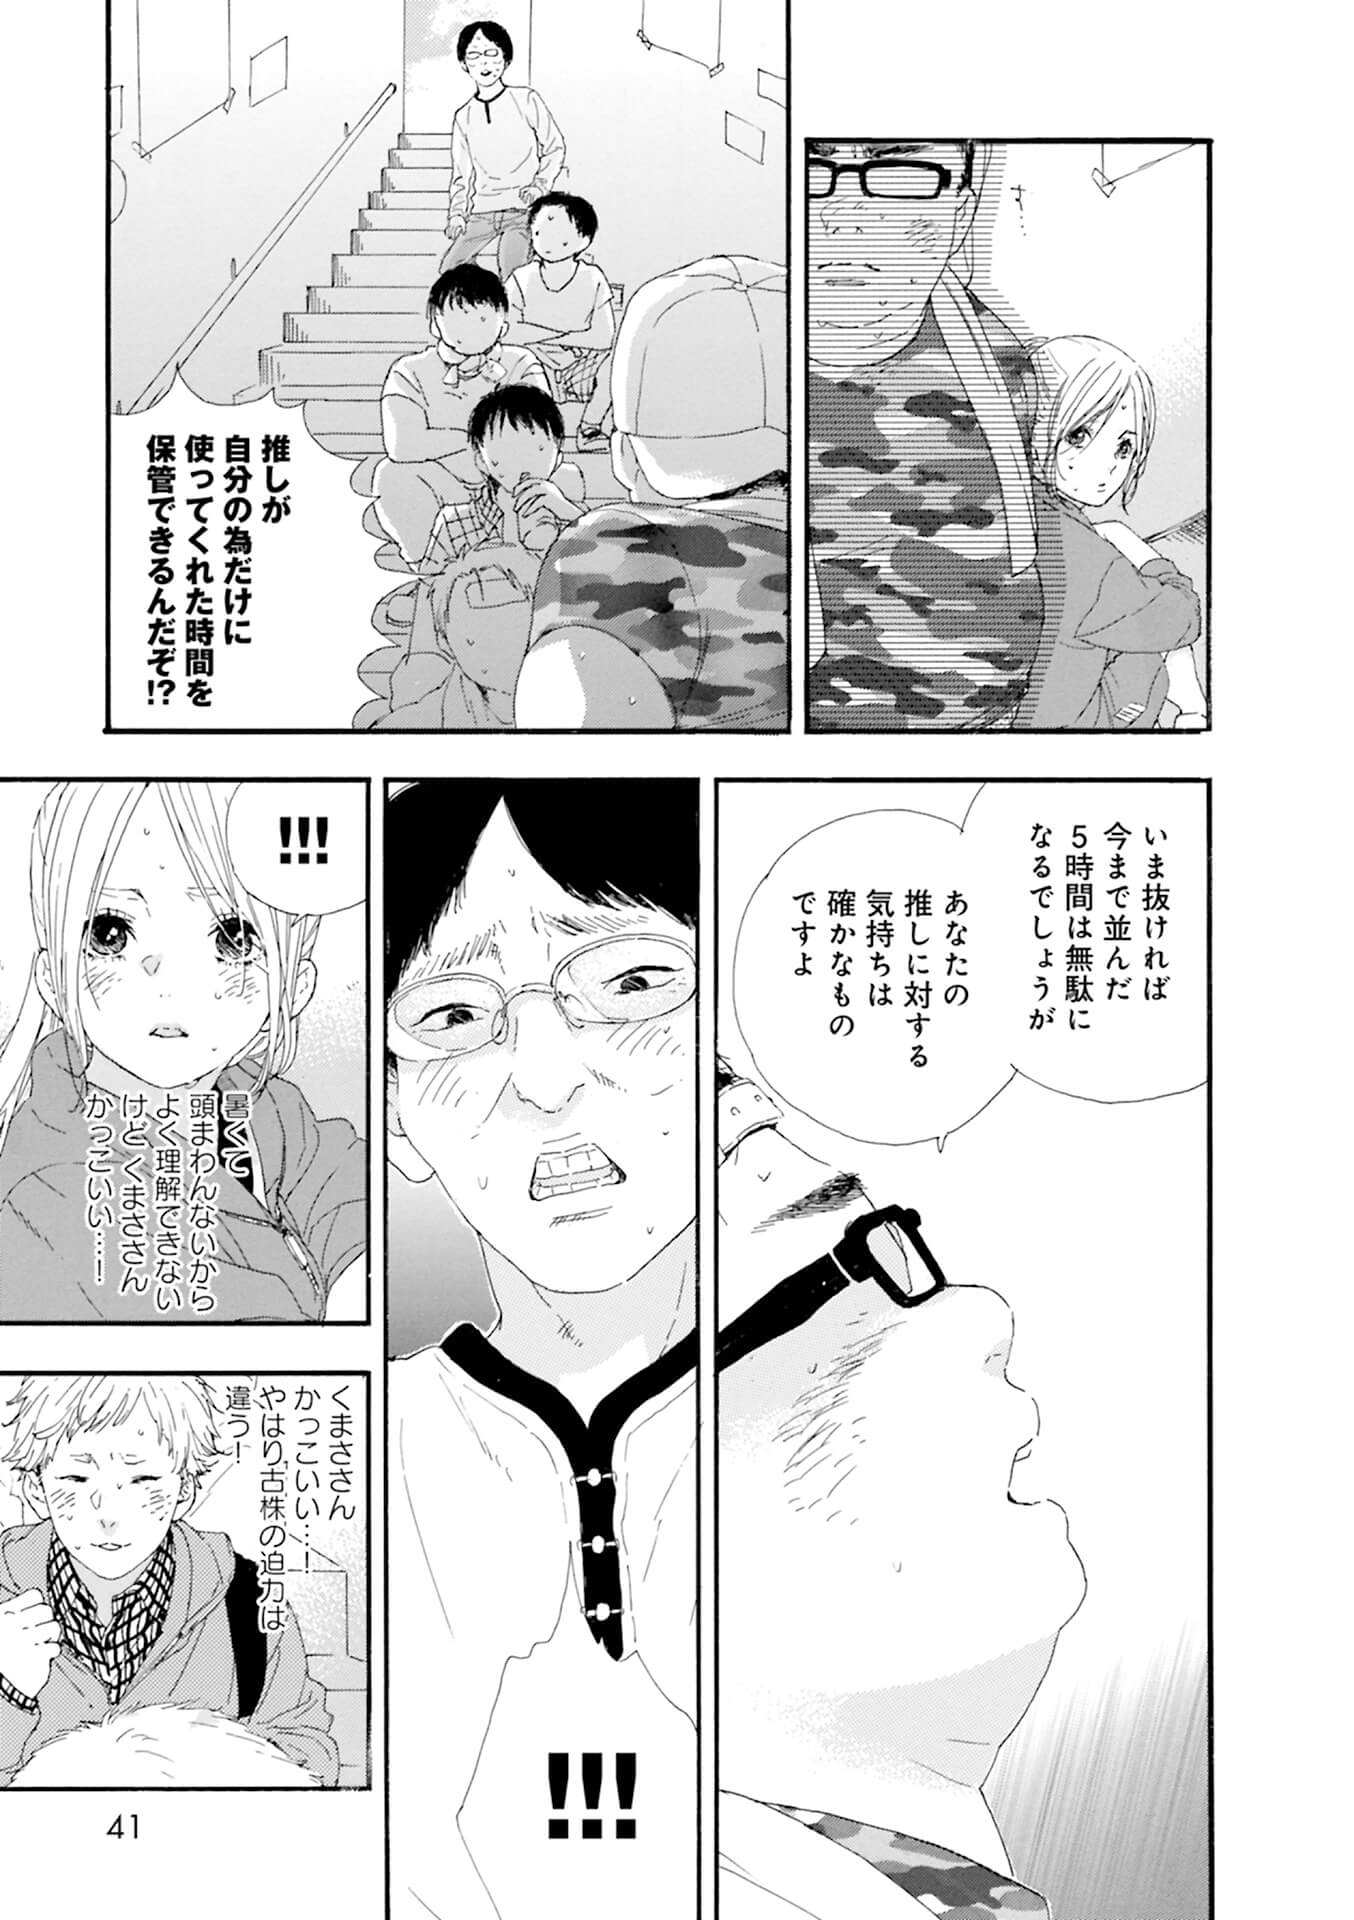 す…
推しが
自分の為だけに
使ってくれた時間を
保管できるんだぞ!?
いま抜ければ
今まで並んだ
5時間は無駄に
なるでしょうが
あなたの
推しに対する
気持ちは
確かなもの
ですよ
!!!
!!!
暑くて
頭まわんないから
よく理解できない
けど くまささん
かっこいい…!
くまささん
かっこいい…!
やはり古株の迫力は
違う!
41